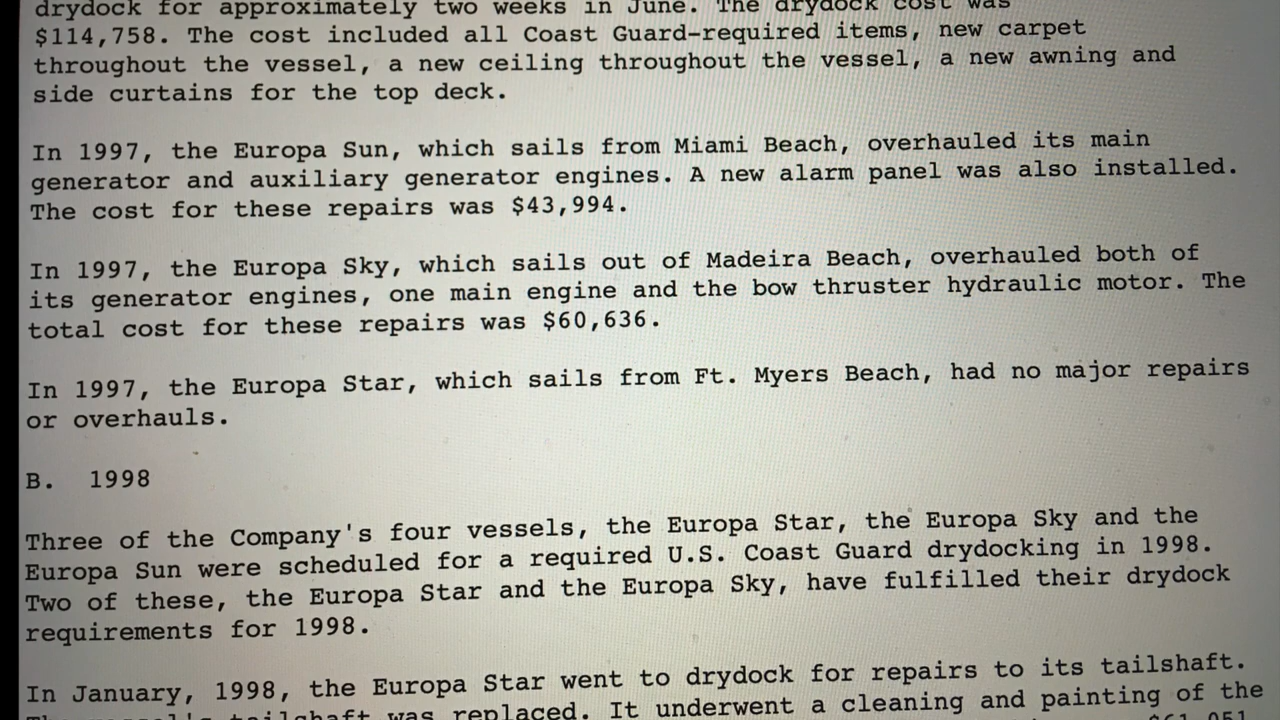 drydock for approximately two weeks in June. The drydock cost was
$114,758. The cost included all Coast Guard-required items, new carpet
throughout the vessel, a new ceiling throughout the vessel, a new awning and
side curtains for the top deck.
In 1997, the Europa Sun, which sails from Miami Beach, overhauled its main
generator and auxiliary generator engines. A new alarm panel was also installed.
The cost for these repairs was $43,994.
In 1997, the Europa Sky, which sails out of Madeira Beach, overhauled both of
its generator engines, one main engine and the bow thruster hydraulic motor. The
total cost for these repairs was $60,636.
In 1997, the Europa Star, which sails from Ft. Myers Beach, had no major repairs
or overhauls.
B. 1998
Three of the Company's four vessels, the Europa Star, the Europa Sky and the
Europa Sun were scheduled for a required U.S. Coast Guard drydocking in 1998.
Two of these, the Europa Star and the Europa Sky, have fulfilled their drydock
requirements for 1998.
In January, 1998, the Europa Star went to drydock for repairs to its tailshaft.
The vessel's tailshaft was replaced. It underwent a cleaning and painting of the